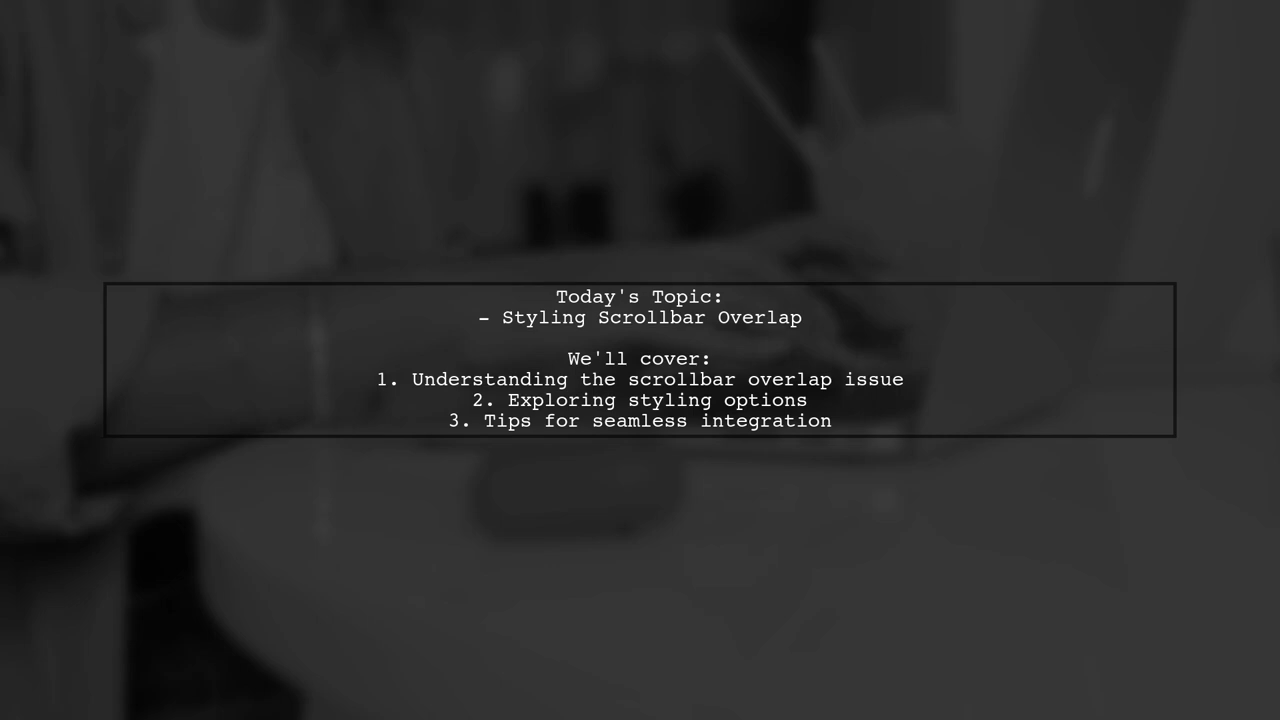 Today's Topic:
– Styling Scrollbar Overlap
We'll cover:
1. Understanding the scrollbar overlap issue
2. Exploring styling options
3. Tips for seamless integration